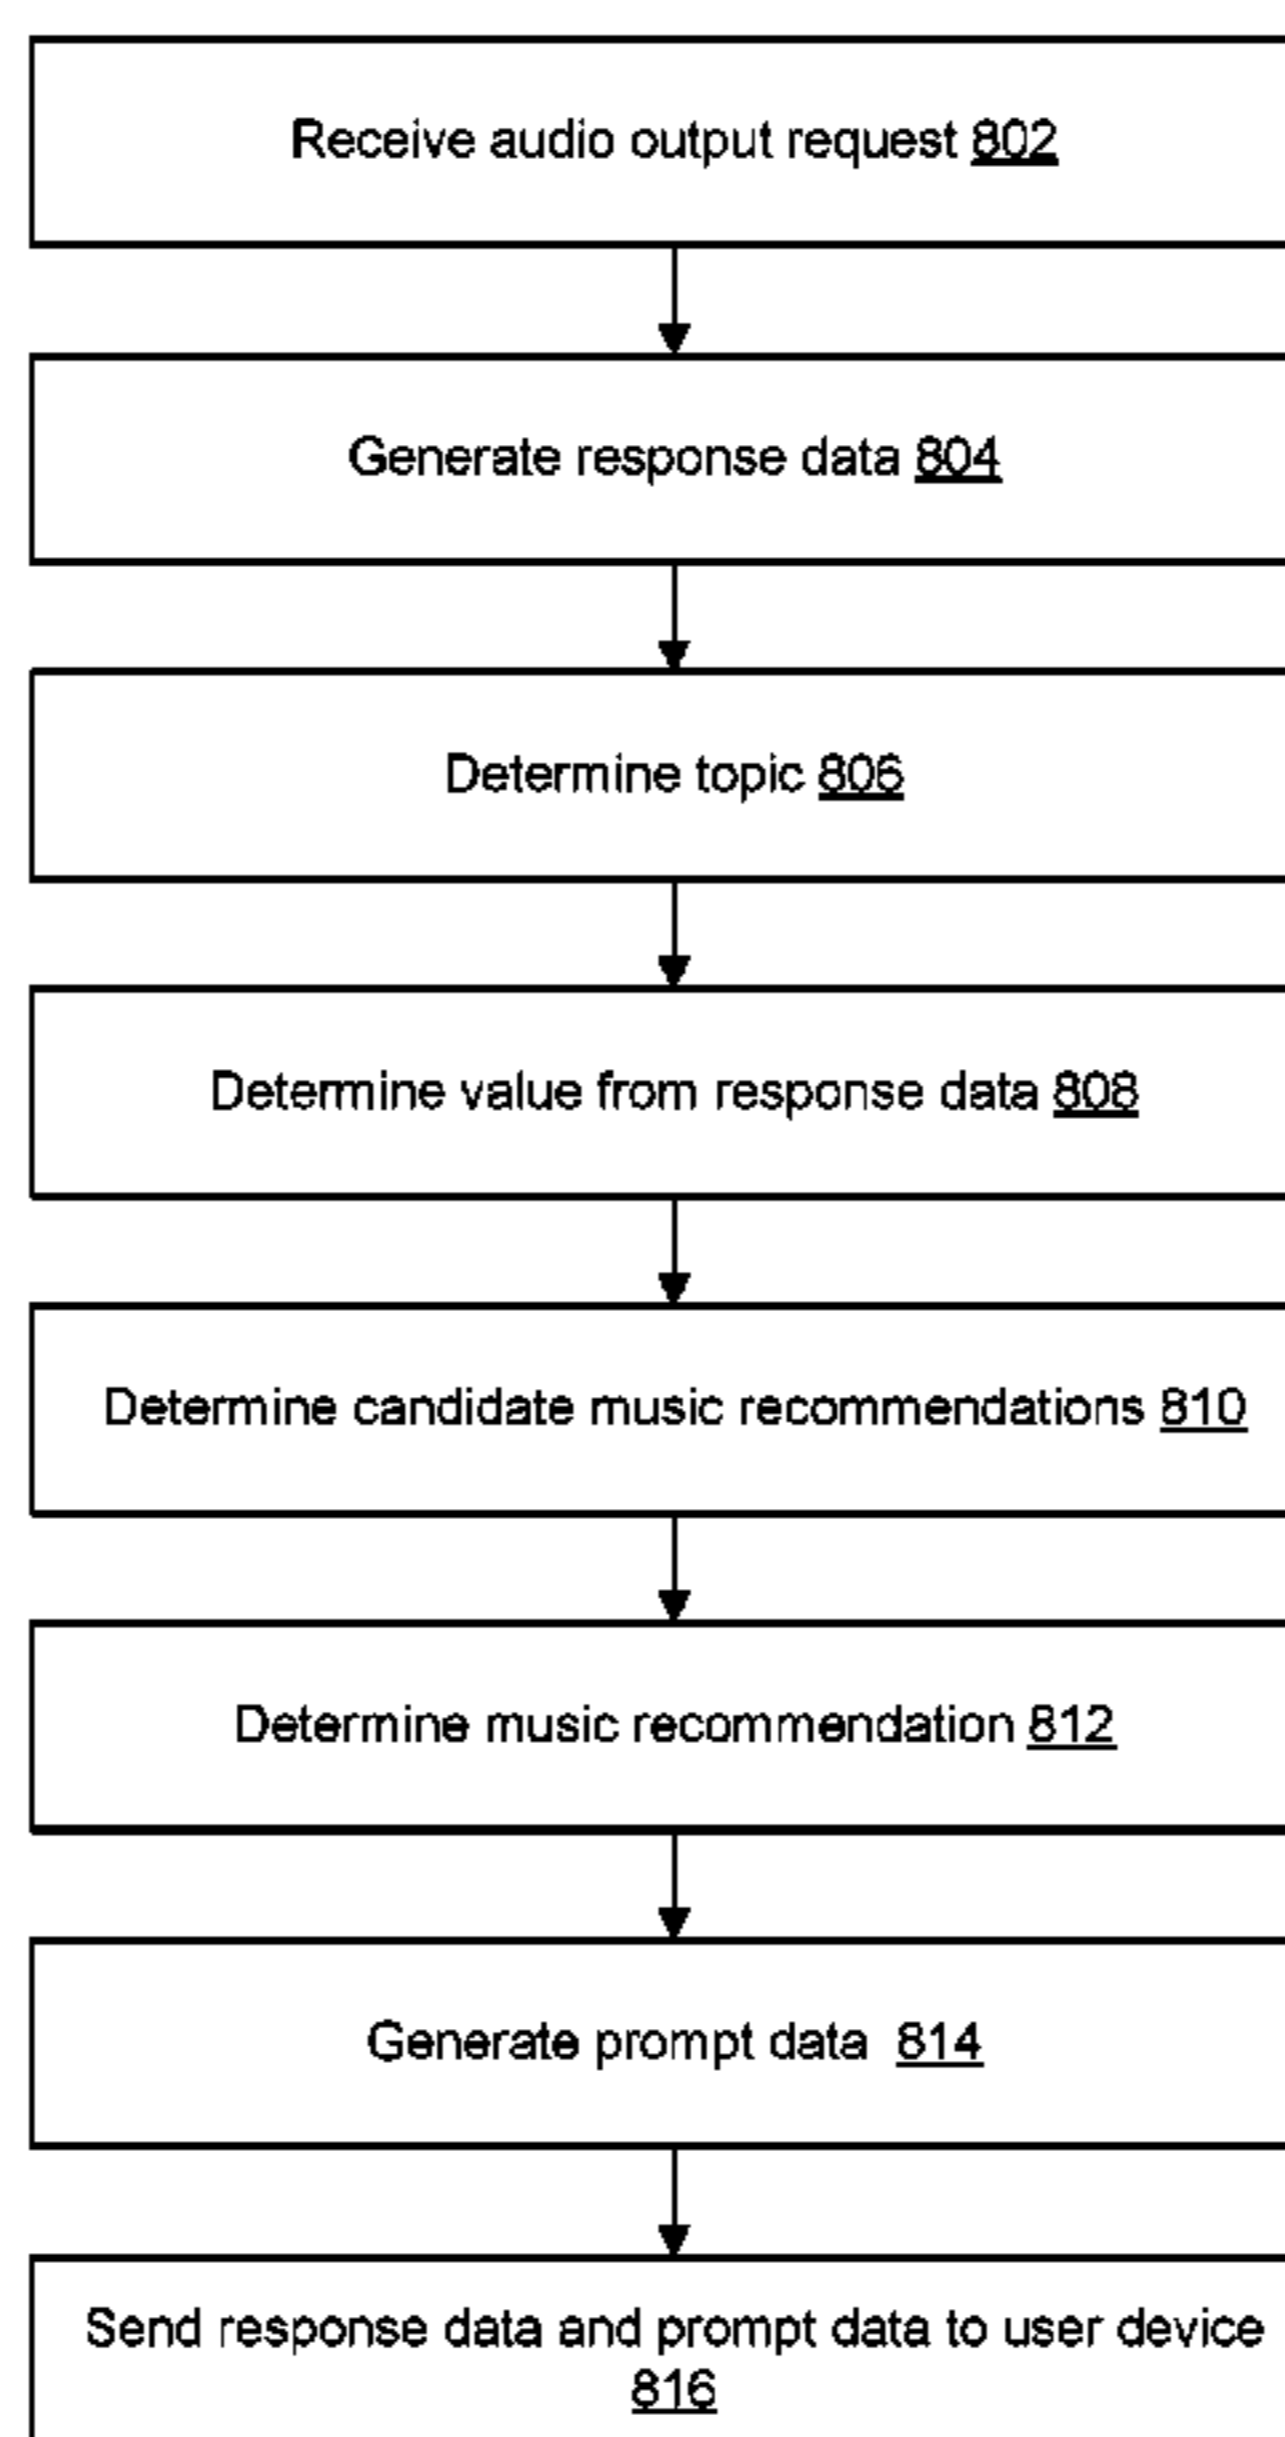 Receive audio output request 802
Generate response data 804
Determine topic 806
Determine value from response data 808
Determine candidate music recommendations 810
Determine music recommendation 812
Generate prompt data 814
Send response data and prompt data to user device
816